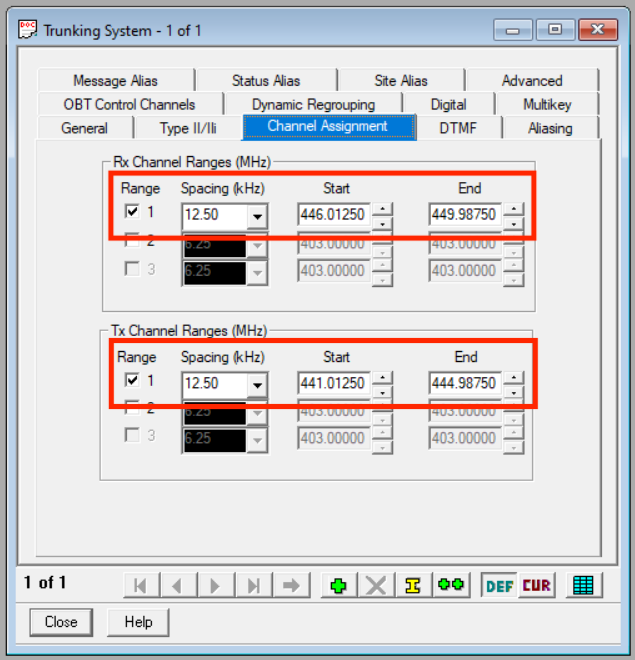 Trunking System - 1 of 1
Message Alias Status Alias Site Alias Advanced
OBT Control Channels Dynamic Regrouping Digital Multikey
General Type II/IIi Channel Assignment DTMF Aliasing
Rx Channel Ranges (MHz)
Range Spacing (kHz) Start End
1 12.50 446.01250 449.98750
2 6.25 403.00000 403.00000
3 6.25 403.00000 403.00000
Tx Channel Ranges (MHz)
Range Spacing (kHz) Start End
1 12.50 441.01250 444.98750
2 6.25 403.00000 403.00000
3 6.25 403.00000 403.00000
1 of 1 DEF CUR
Close Help